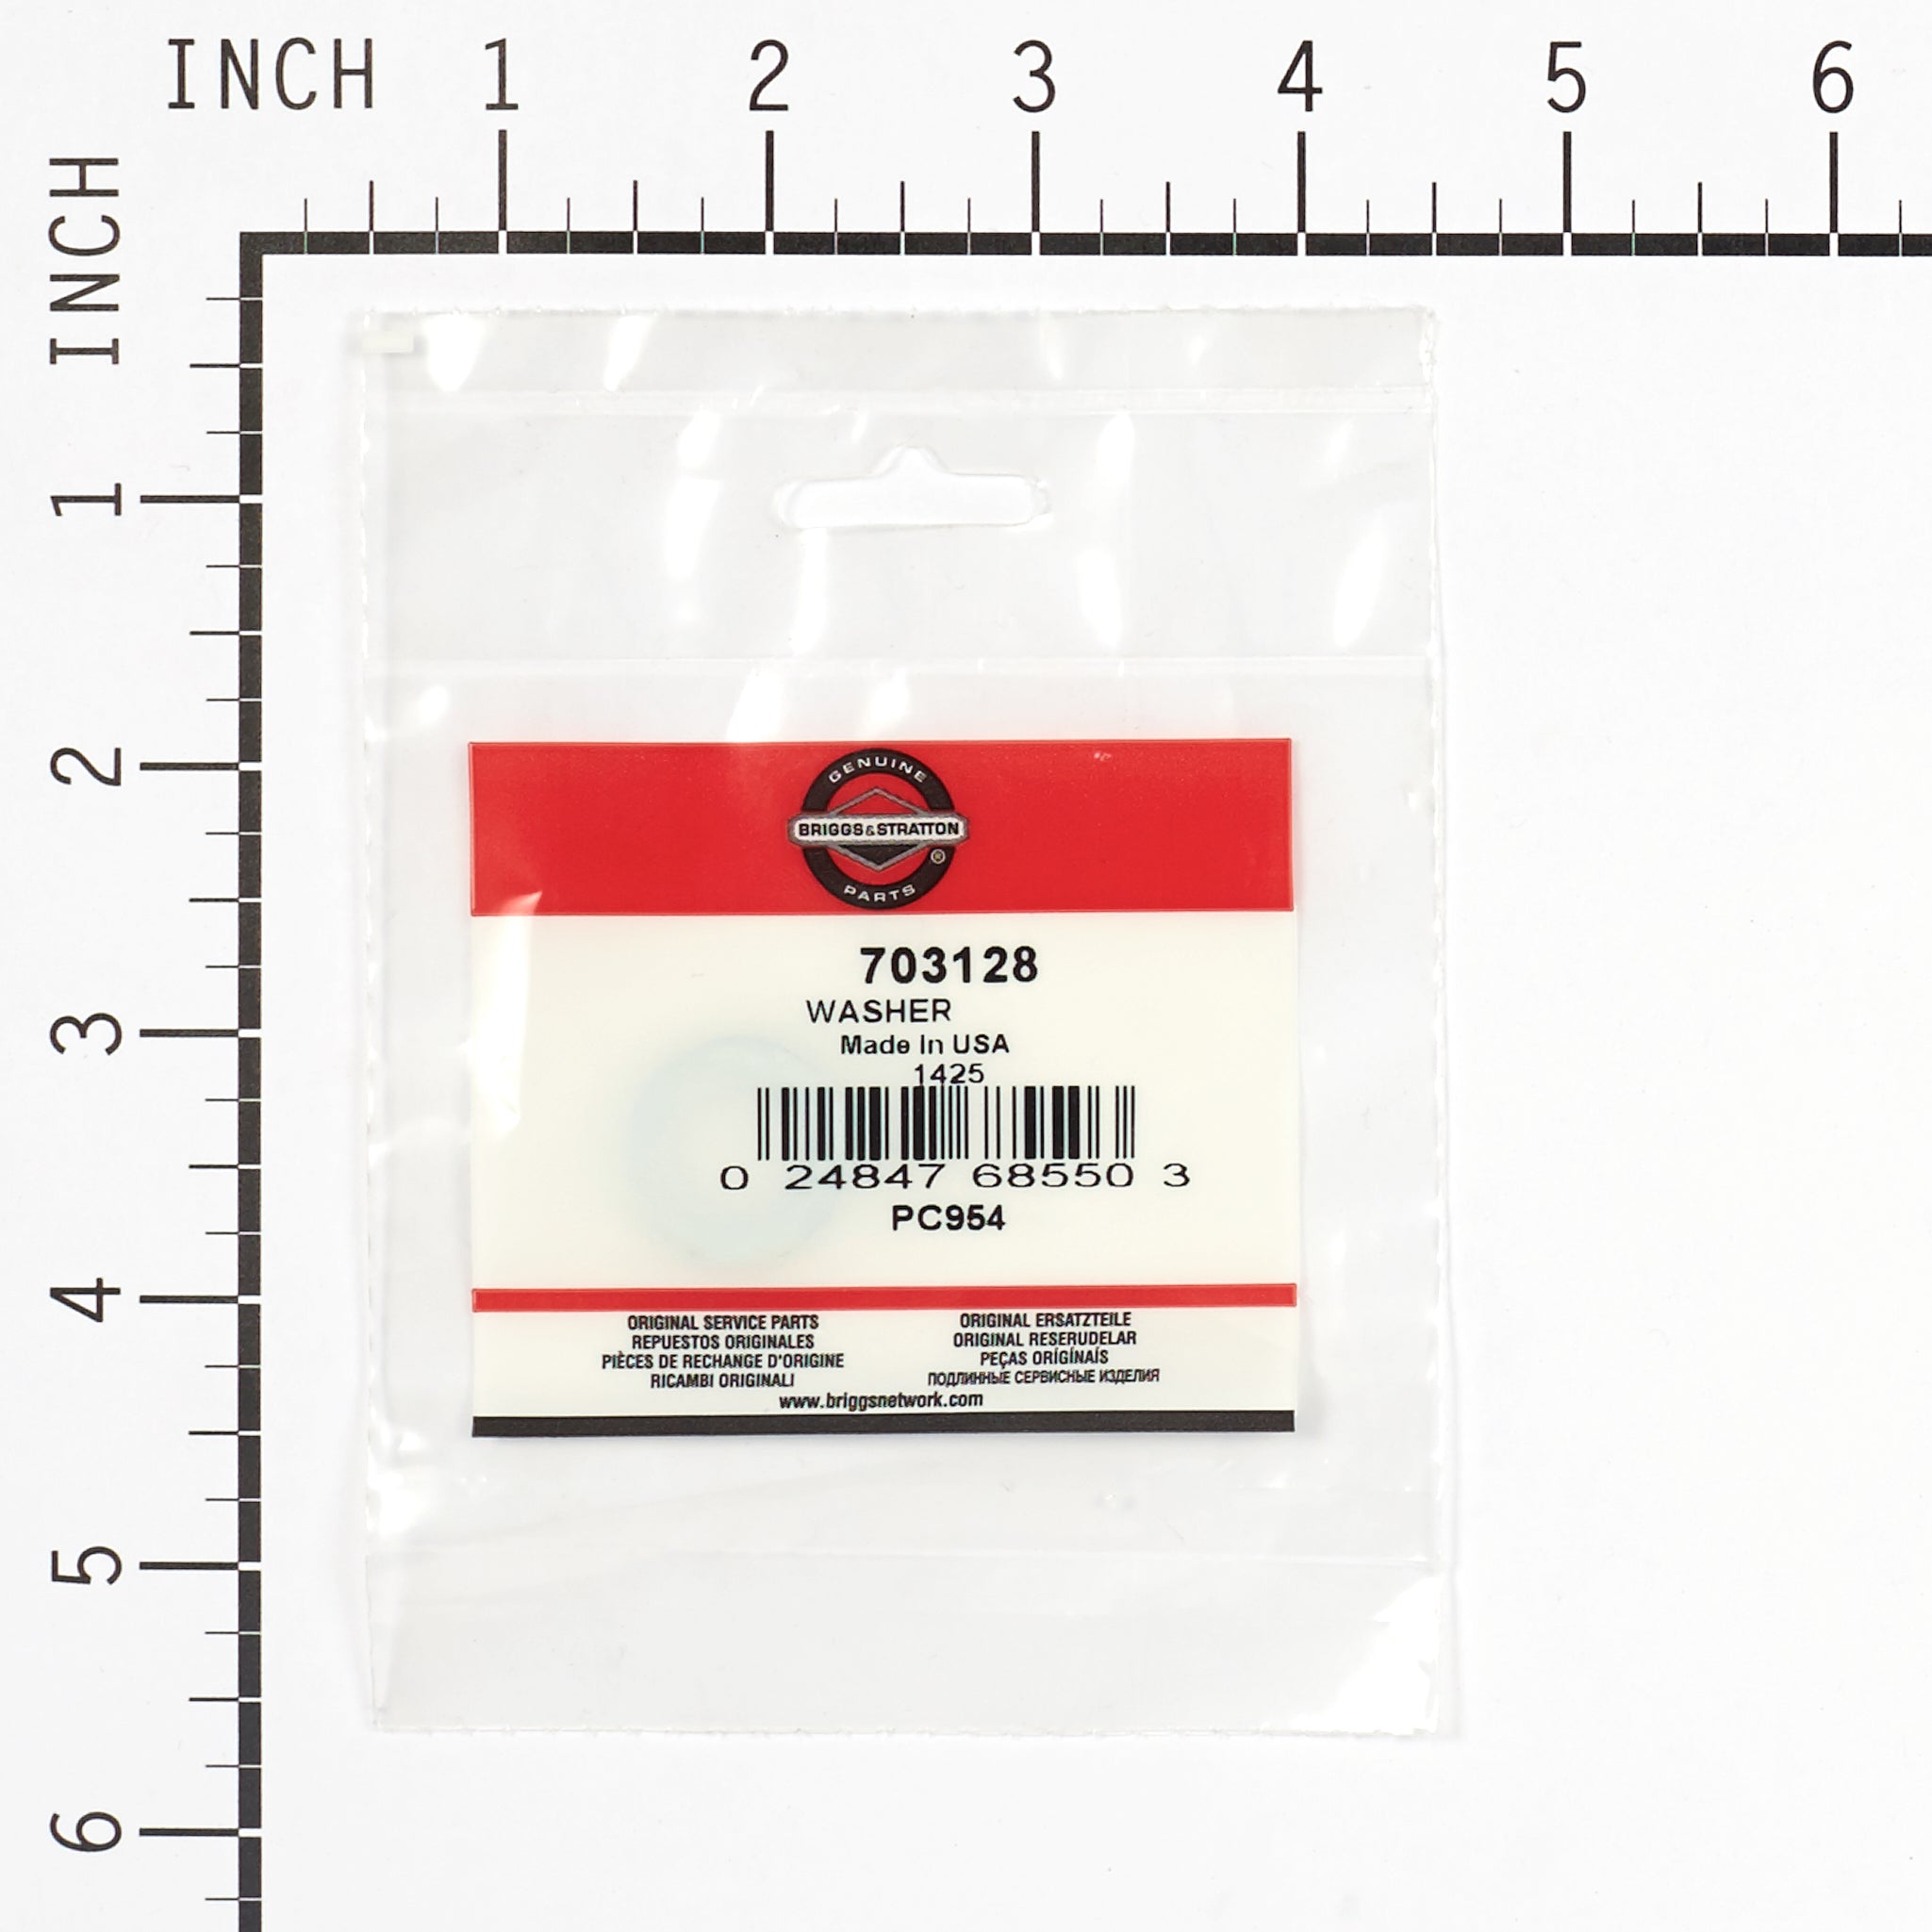 INCH 1 2 3 4 5 6
INCH 1 2 3 4 5 6
GENUINE
BRIGGS&STRATTON
®
PARTS
703128
WASHER
Made In USA
1425
0 24847 68550 3
PC954
ORIGINAL SERVICE PARTS
REPUESTOS ORIGINALES
PIÈCES DE RECHANGE D'ORIGINE
RICAMBI ORIGINALI
ORIGINAL ERSATZTEILE
ORIGINAL RESERUDELAR
PEÇAS ORÍGÍNAÍS
ПОДЛИННЫЕ СЕРВИСНЫЕ ИЗДЕЛИЯ
www.briggsnetwork.com